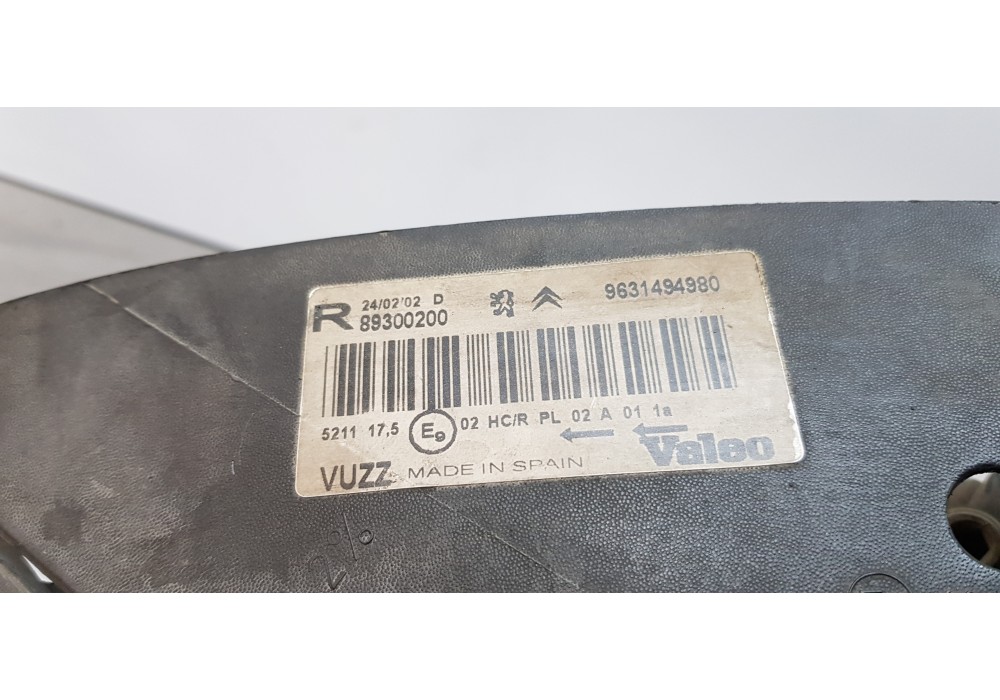 R 24/02/02 D 9631494980
89300200
5211 17,5 E9 02 HC/R PL 02 A 01 1a
Valeo
VUZZ MADE IN SPAIN
2%